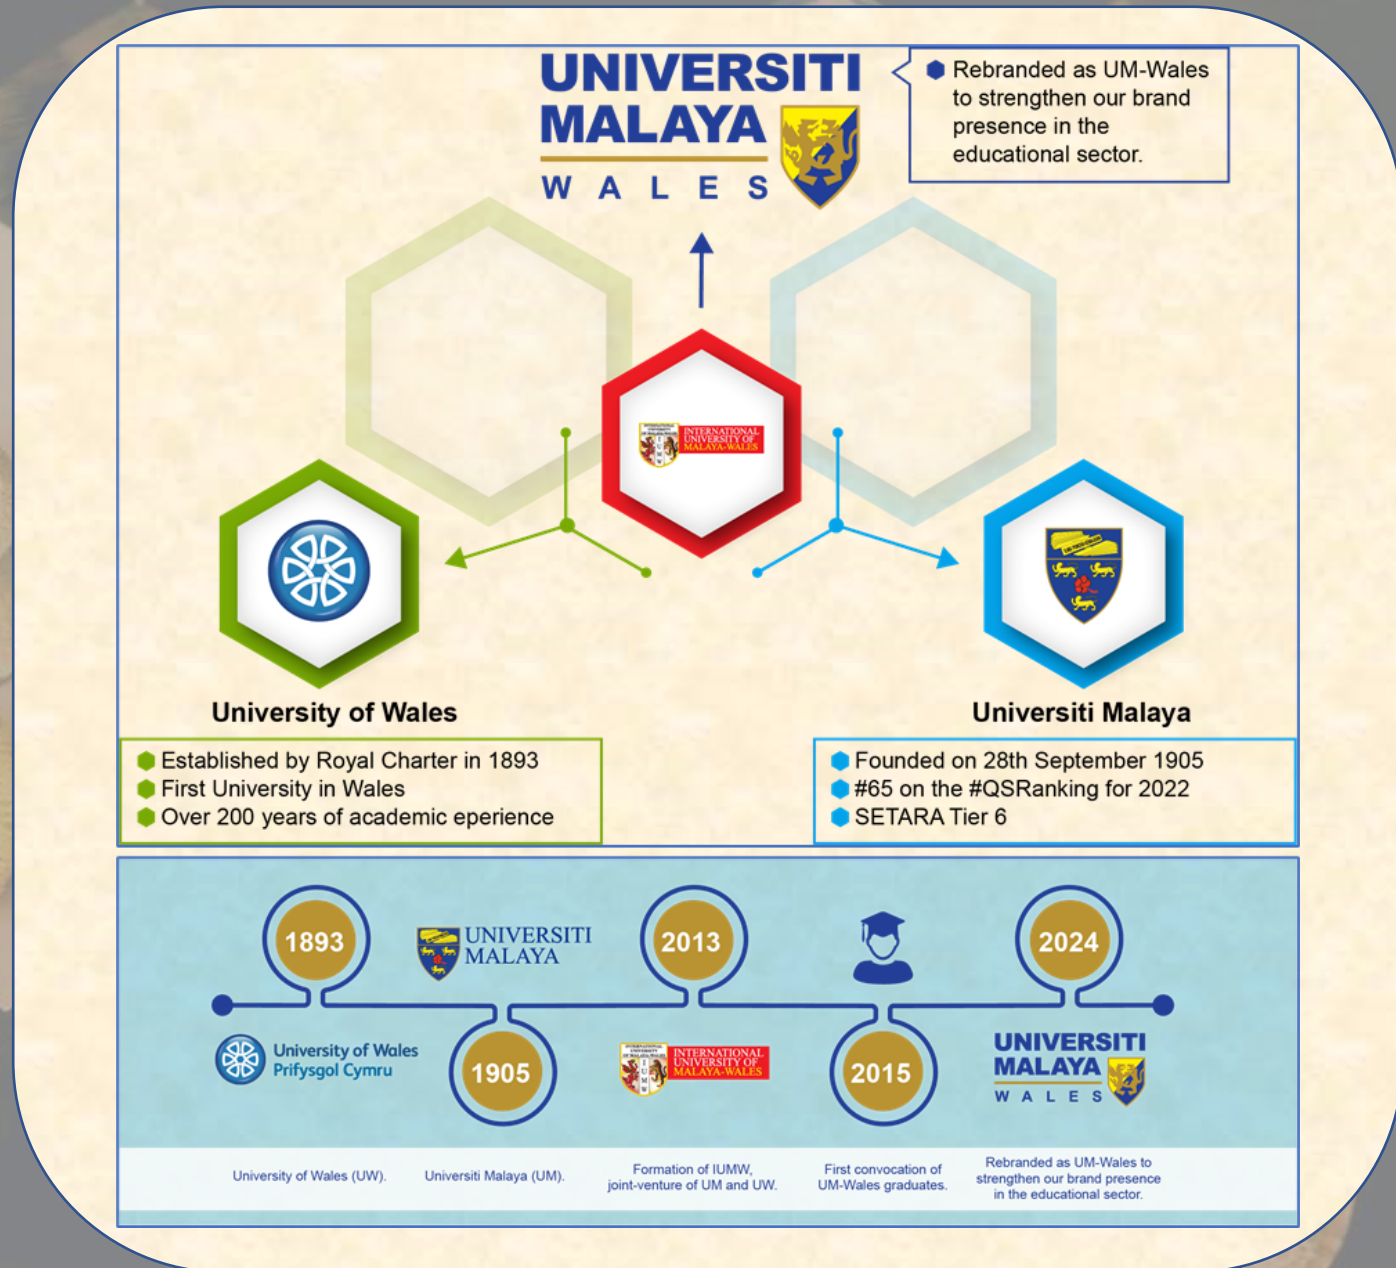 UNIVERSITI
MALAYA
WALES
Rebranded as UM-Wales
to strengthen our brand
presence in the
educational sector.
INTERNATIONAL
UNIVERSITY OF
MALAYA-WALES
University of Wales
Established by Royal Charter in 1893
First University in Wales
Over 200 years of academic eperience
Universiti Malaya
Founded on 28th September 1905
#65 on the #QSRanking for 2022
SETARA Tier 6
1893
University of Wales
Prifysgol Cymru
University of Wales (UW).
UNIVERSITI
MALAYA
1905
Universiti Malaya (UM).
2013
INTERNATIONAL
UNIVERSITY OF
MALAYA-WALES
Formation of IUMW,
joint-venture of UM and UW.
2015
First convocation of
UM-Wales graduates.
2024
UNIVERSITI
MALAYA
WALES
Rebranded as UM-Wales to
strengthen our brand presence
in the educational sector.